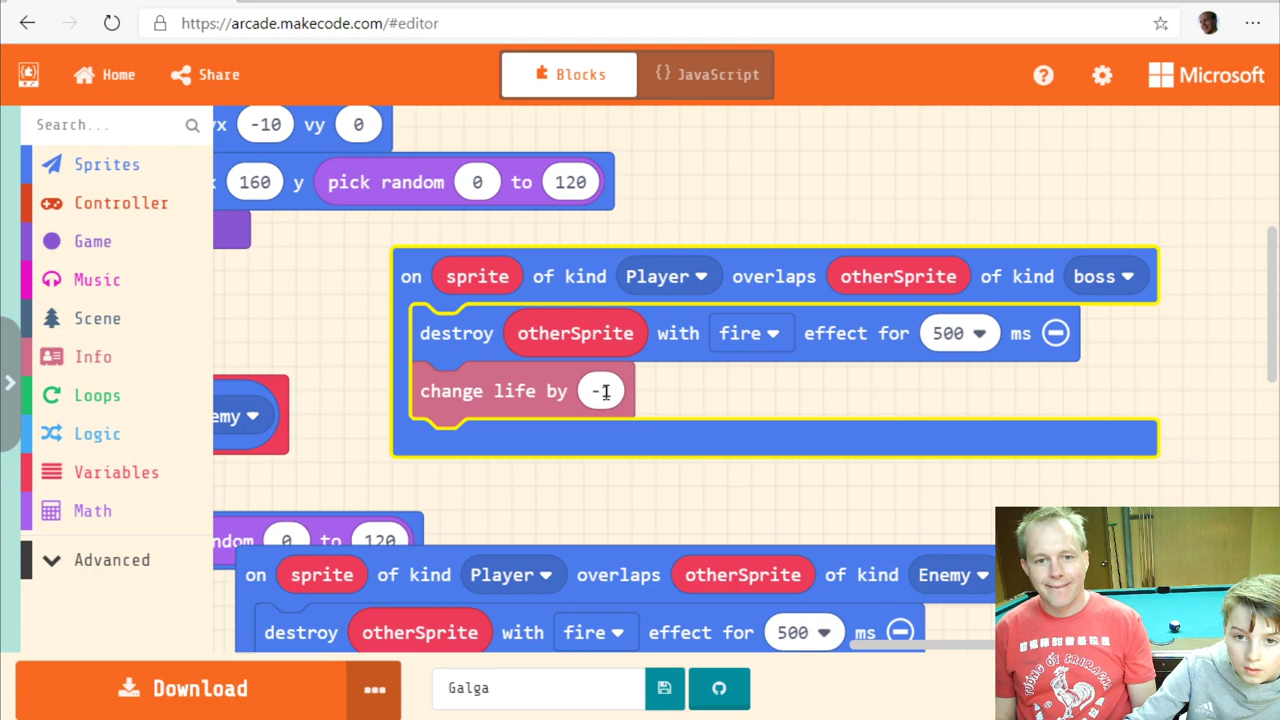 https://arcade.makecode.com/#editor
Home
Share
Blocks
{} JavaScript
Microsoft
Search...
Sprites
Controller
Game
Music
Scene
Info
Loops
Logic
Variables
Math
Advanced
vx -10 vy 0
160 y pick random 0 to 120
on sprite of kind Player overlaps otherSprite of kind boss
destroy otherSprite with fire effect for 500 ms
change life by -
emy
ndom 0 to 120
on sprite of kind Player overlaps otherSprite of kind Enemy
destroy otherSprite with fire effect for 500 ms
TƯƠNG ỚT SRIRACHA
Download
Galga